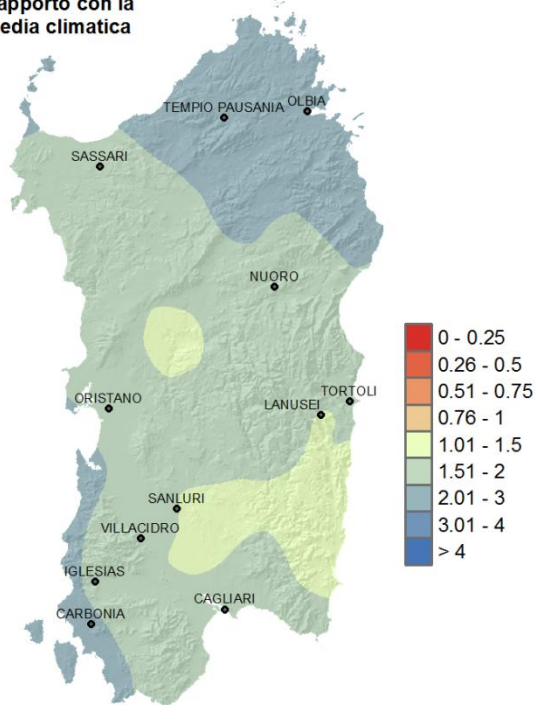 apporto con la
edia climatica
TEMPIO PAUSANIA
OLBIA
SASSARI
NUORO
ORISTANO
LANUSEI
TORTOLI
SANLURI
VILLACIDRO
IGLESIAS
CAGLIARI
CARBONIA
0 - 0.25
0.26 - 0.5
0.51 - 0.75
0.76 - 1
1.01 - 1.5
1.51 - 2
2.01 - 3
3.01 - 4
> 4